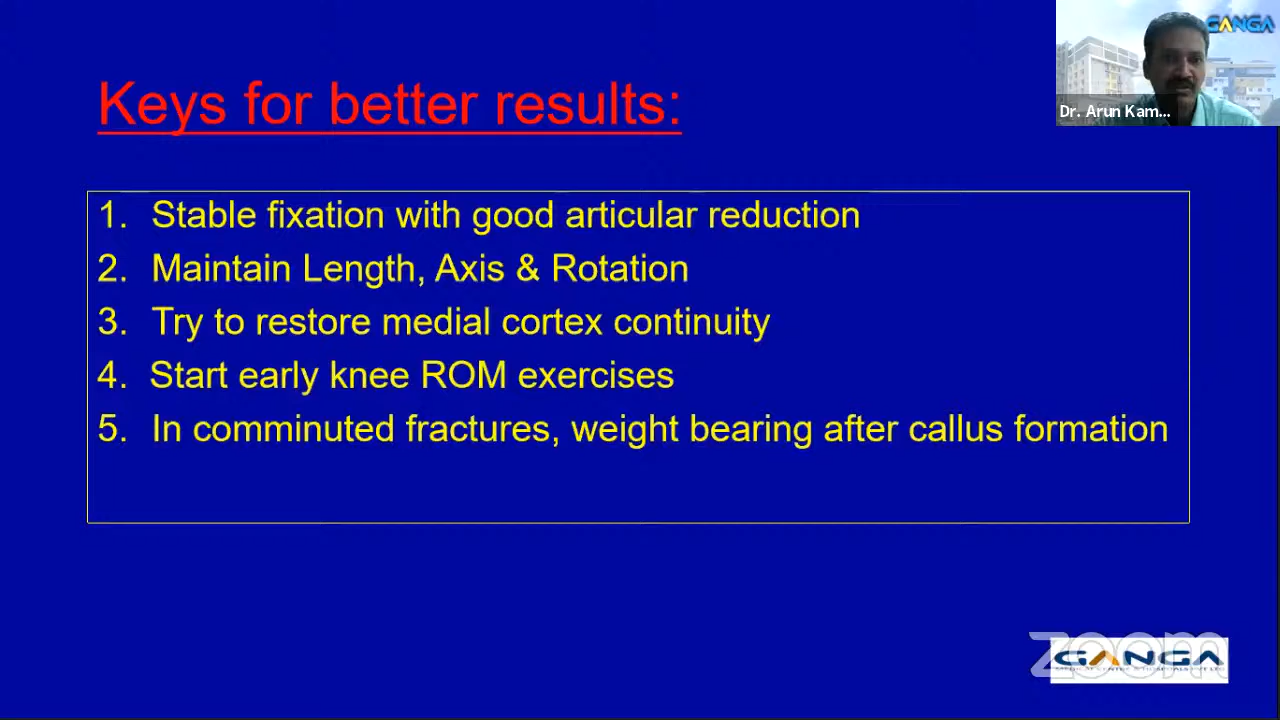 GANGA
Dr. Arun Kam...
Keys for better results:
1. Stable fixation with good articular reduction
2. Maintain Length, Axis & Rotation
3. Try to restore medial cortex continuity
4. Start early knee ROM exercises
5. In comminuted fractures, weight bearing after callus formation
zoom
GANGA